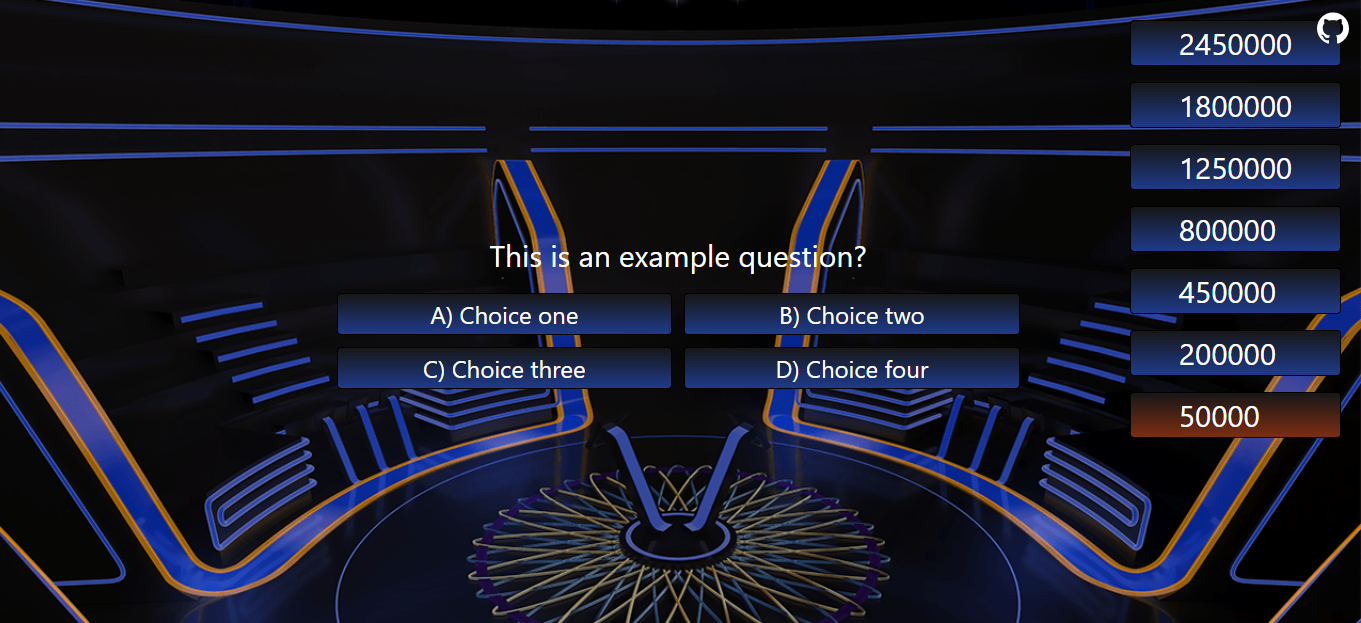 2450000
1800000
1250000
800000
450000
200000
50000
This is an example question?
A) Choice one
B) Choice two
C) Choice three
D) Choice four